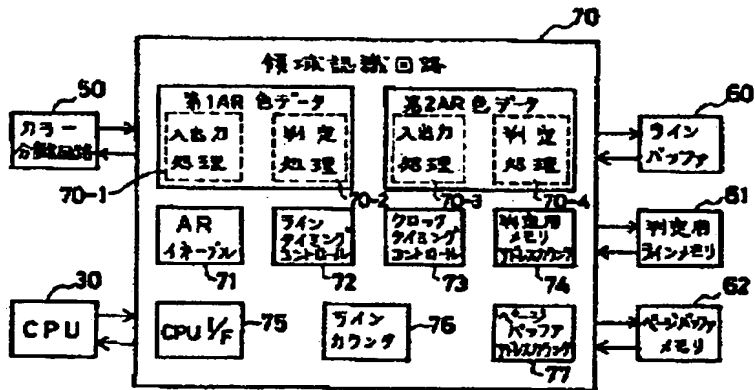 70
領域認識回路
50
カラー
分離回路
第1AR色データ
入出力
処理
判定
処理
70-1
70-2
第2AR色データ
入出力
処理
判定
処理
70-3
70-4
60
ライン
バッファ
AR
イネーブル
71
ライン
タイミング
コントロール
72
クロック
タイミング
コントロール
73
判定用
メモリ
アドレスカウンタ
74
61
判定用
ラインメモリ
30
CPU
CPU I/F
75
ライン
カウンタ
76
ページ
バッファ
アドレスカウンタ
77
62
ページバッファ
メモリ